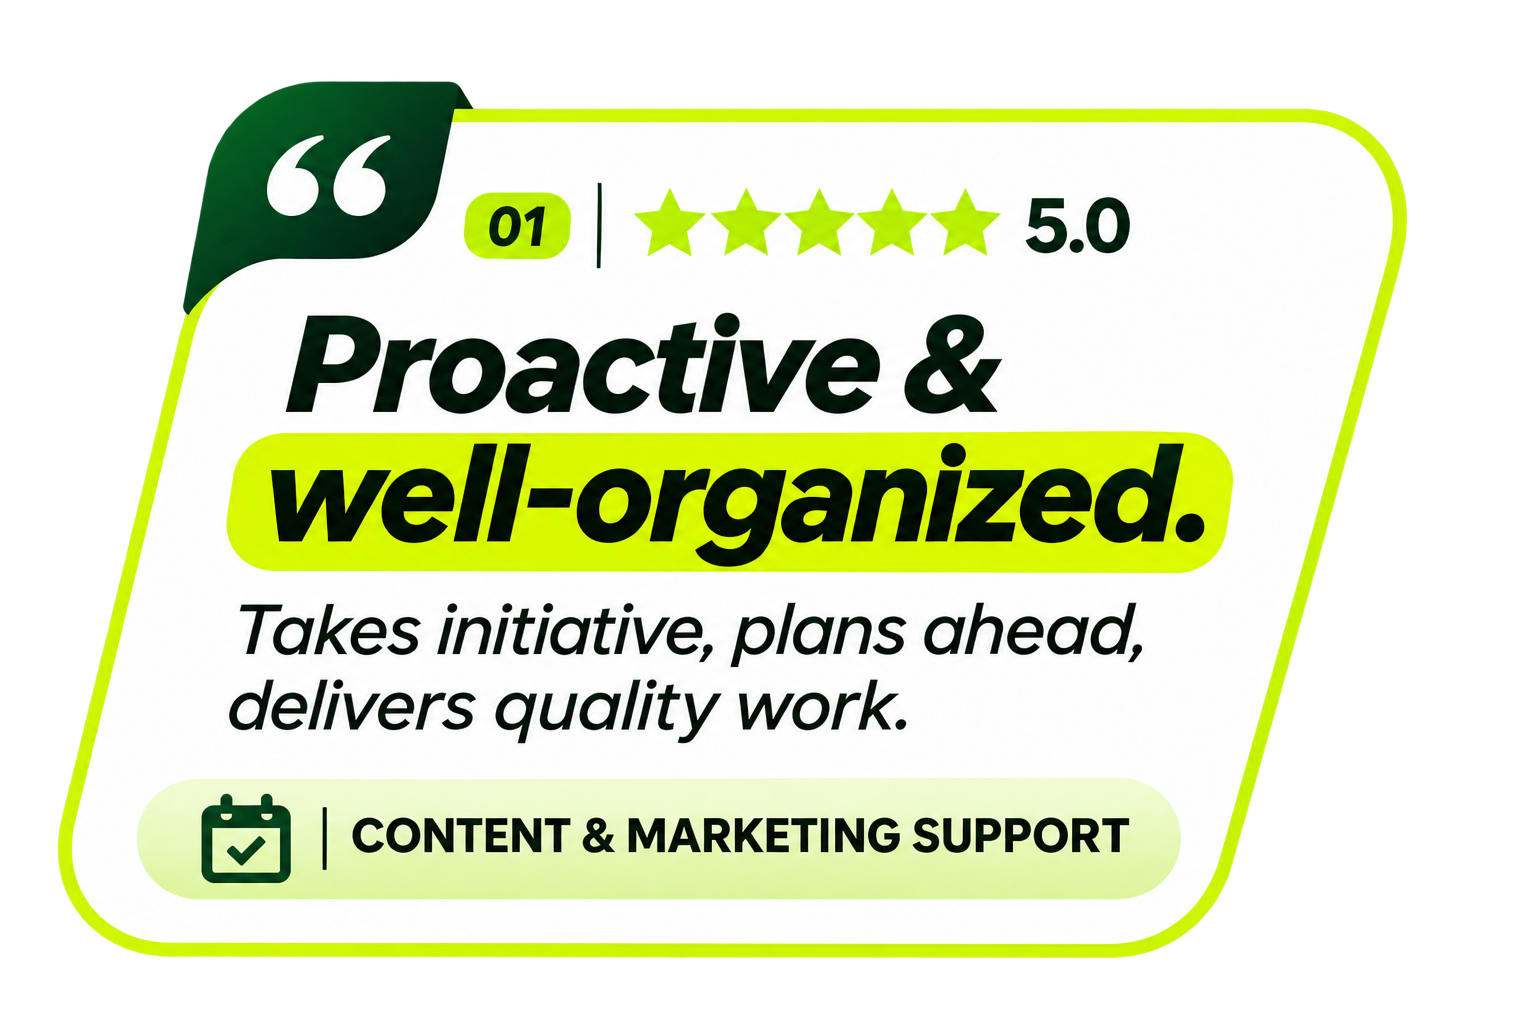 “
01 | ★★★★★ 5.0
Proactive &
well-organized.
Takes initiative, plans ahead,
delivers quality work.
CONTENT & MARKETING SUPPORT